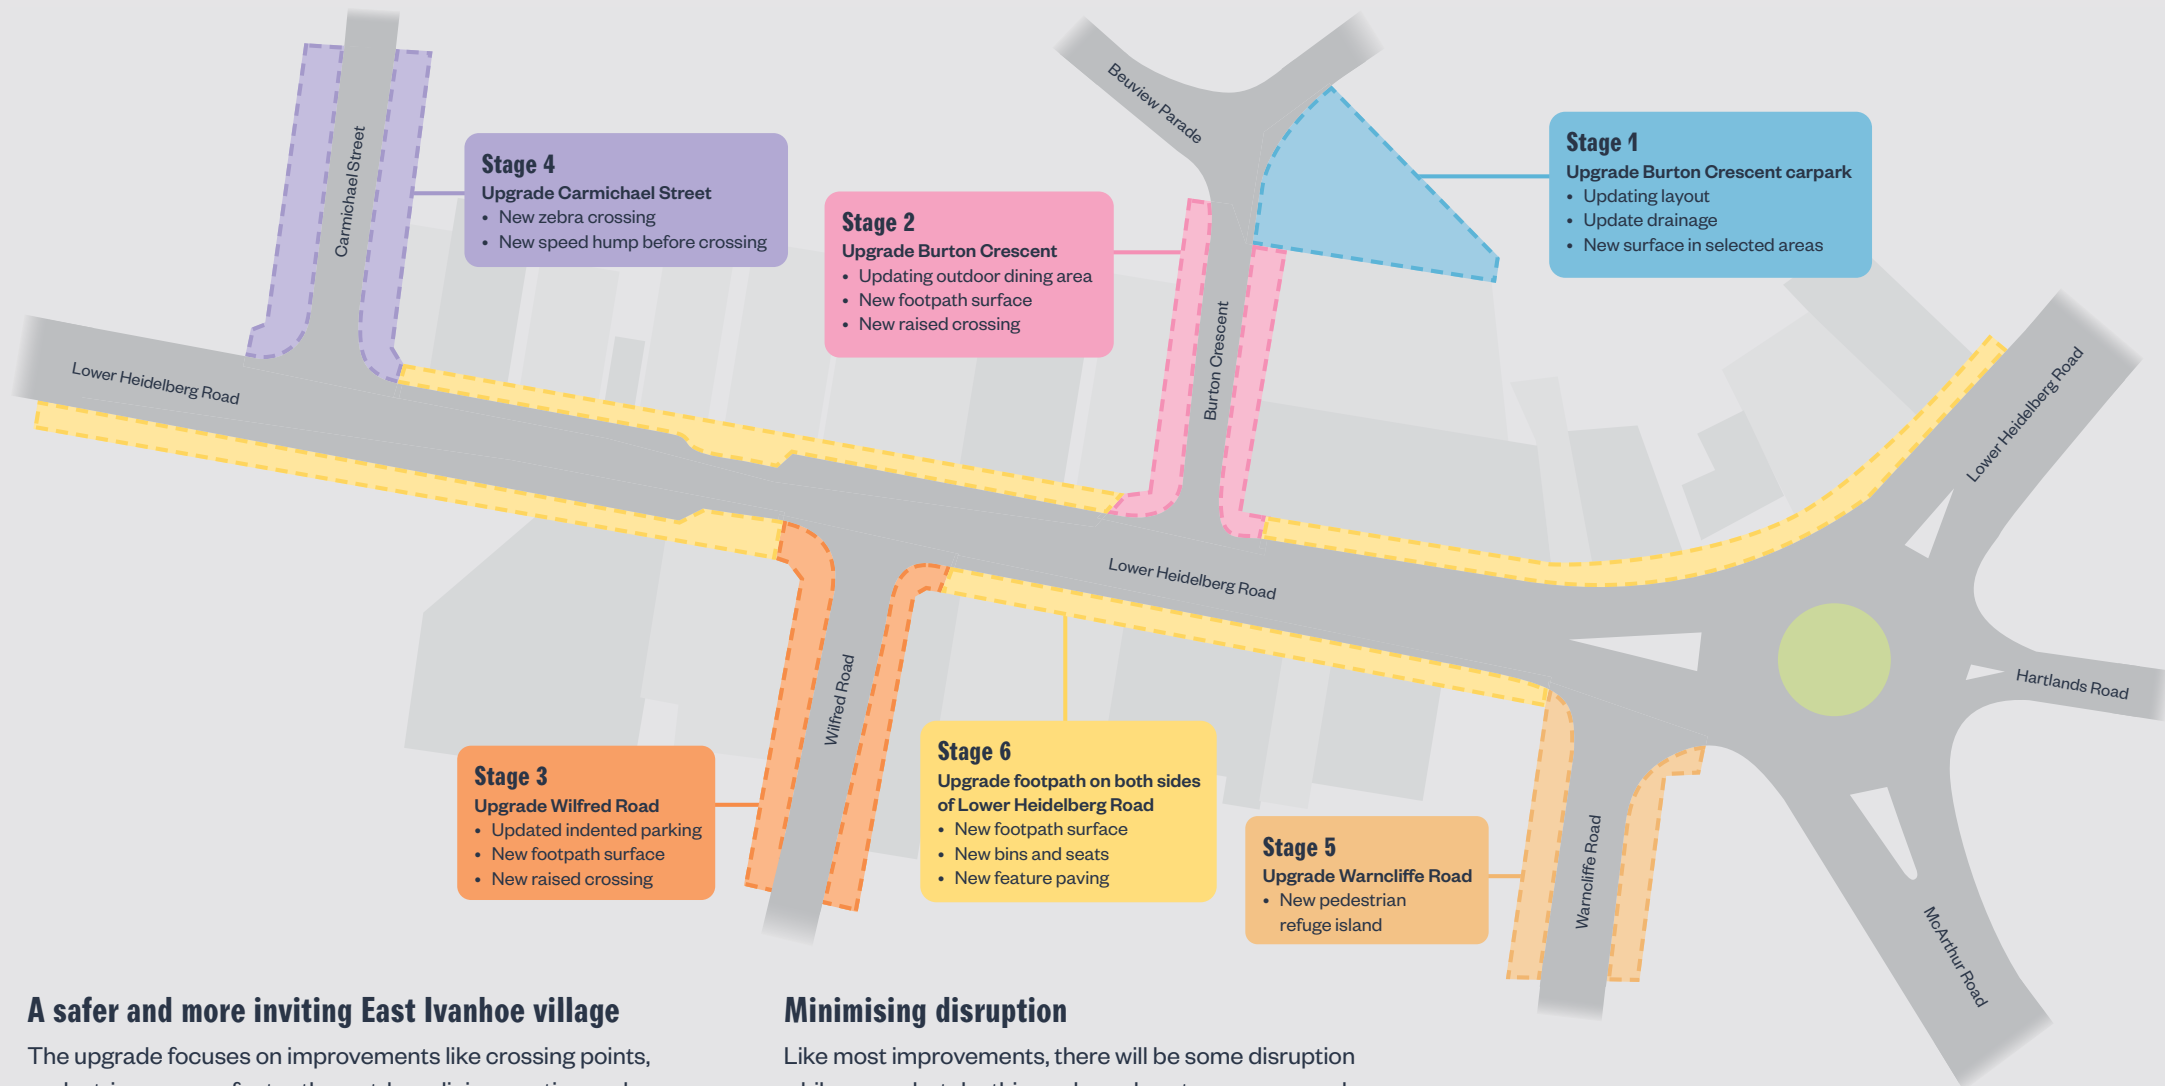 Carmichael Street
Stage 4
Upgrade Carmichael Street
• New zebra crossing
• New speed hump before crossing
Beuview Parade
Stage 1
Upgrade Burton Crescent carpark
• Updating layout
• Update drainage
• New surface in selected areas
Stage 2
Upgrade Burton Crescent
• Updating outdoor dining area
• New footpath surface
• New raised crossing
Burton Crescent
Lower Heidelberg Road
Lower Heidelberg Road
Lower Heidelberg Road
Hartlands Road
Wilfred Road
Stage 3
Upgrade Wilfred Road
• Updated indented parking
• New footpath surface
• New raised crossing
Stage 6
Upgrade footpath on both sides
of Lower Heidelberg Road
• New footpath surface
• New bins and seats
• New feature paving
Stage 5
Upgrade Warncliffe Road
• New pedestrian
refuge island
Warncliffe Road
McArthur Road
A safer and more inviting East Ivanhoe village
The upgrade focuses on improvements like crossing points,
Minimising disruption
Like most improvements, there will be some disruption